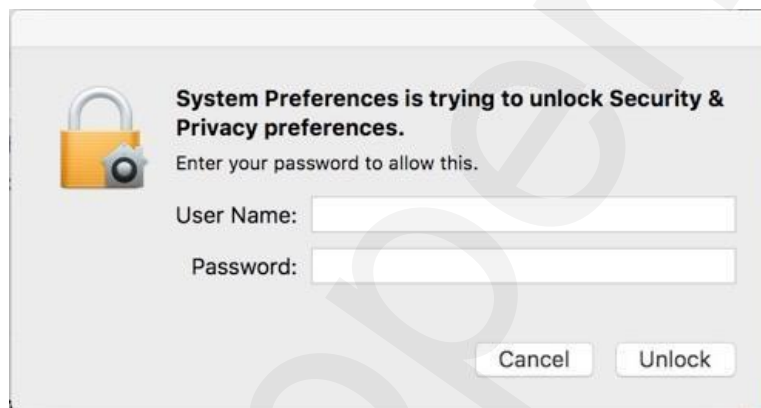 System Preferences is trying to unlock Security &
Privacy preferences.
Enter your password to allow this.
User Name:
Password:
Cancel
Unlock